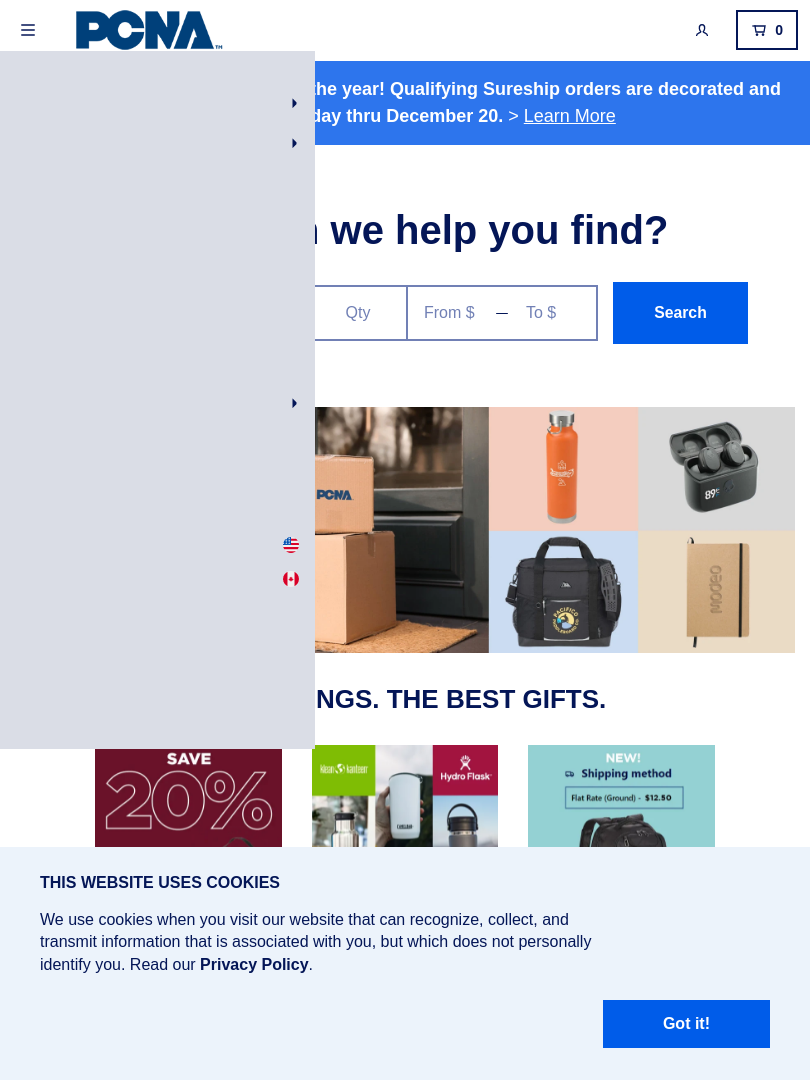 PCNA™
0
the year! Qualifying Sureship orders are decorated and
day thru December 20. > Learn More
we help you find?
Qty
From $ — To $
Search
PCNA
89%
PACIFICO
MODEO
NGS. THE BEST GIFTS.
SAVE
20%
klean kanteer
Hydro Flask
CAMELBAK
NEW!
Shipping method
Flat Rate (Ground) - $12.50
THIS WEBSITE USES COOKIES
We use cookies when you visit our website that can recognize, collect, and
transmit information that is associated with you, but which does not personally
identify you. Read our Privacy Policy.
Got it!